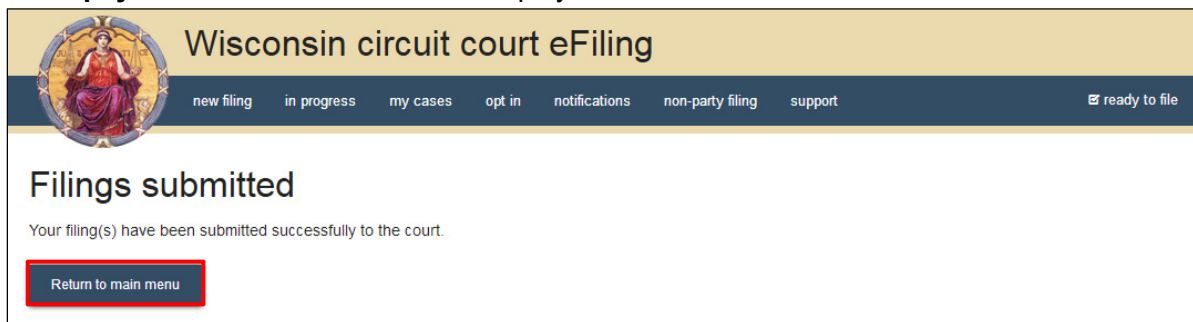 Wisconsin circuit court eFiling
new filing in progress my cases opt in notifications non-party filing support ready to file
Filings submitted
Your filing(s) have been submitted successfully to the court.
Return to main menu